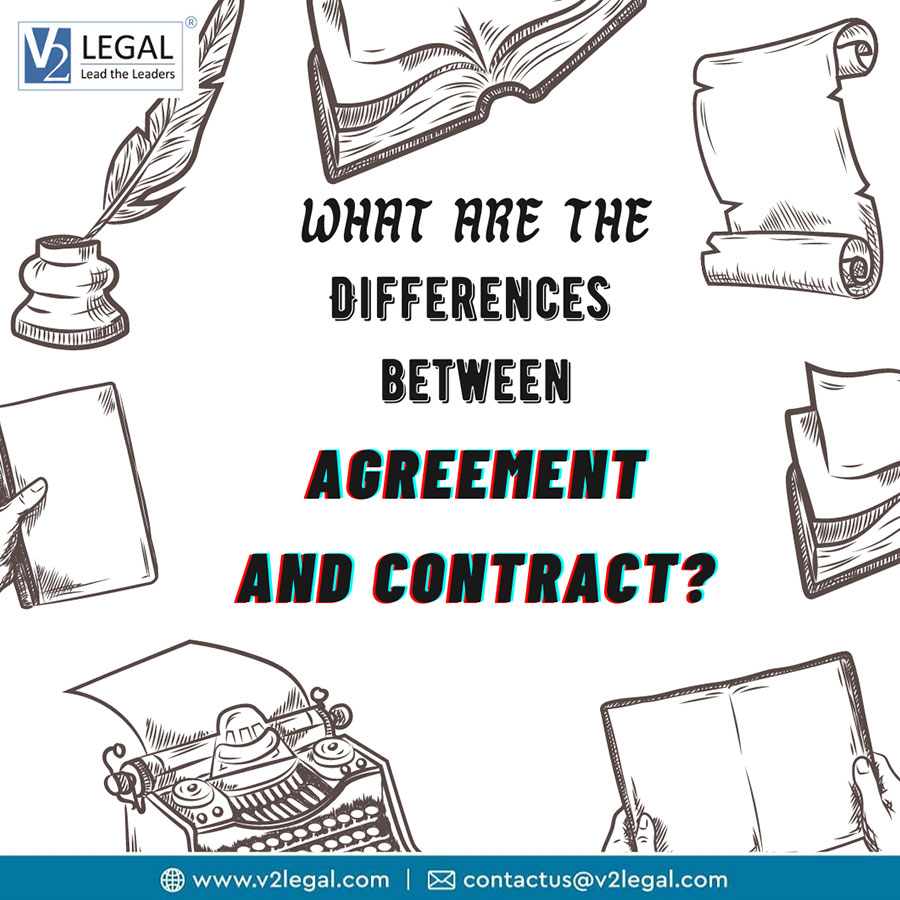 V2 LEGAL ®
Lead the Leaders
WHAT ARE THE
DIFFERENCES
BETWEEN
AGREEMENT
AND CONTRACT?
www.v2legal.com | contactus@v2legal.com